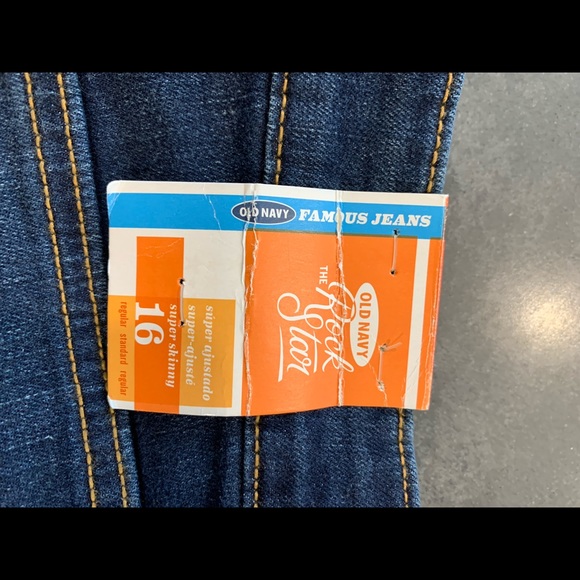 OLD NAVY FAMOUS JEANS
OLD NAVY
THE
Rock
Star
super ajustado
super-ajusté
super skinny
16
regular standard regular